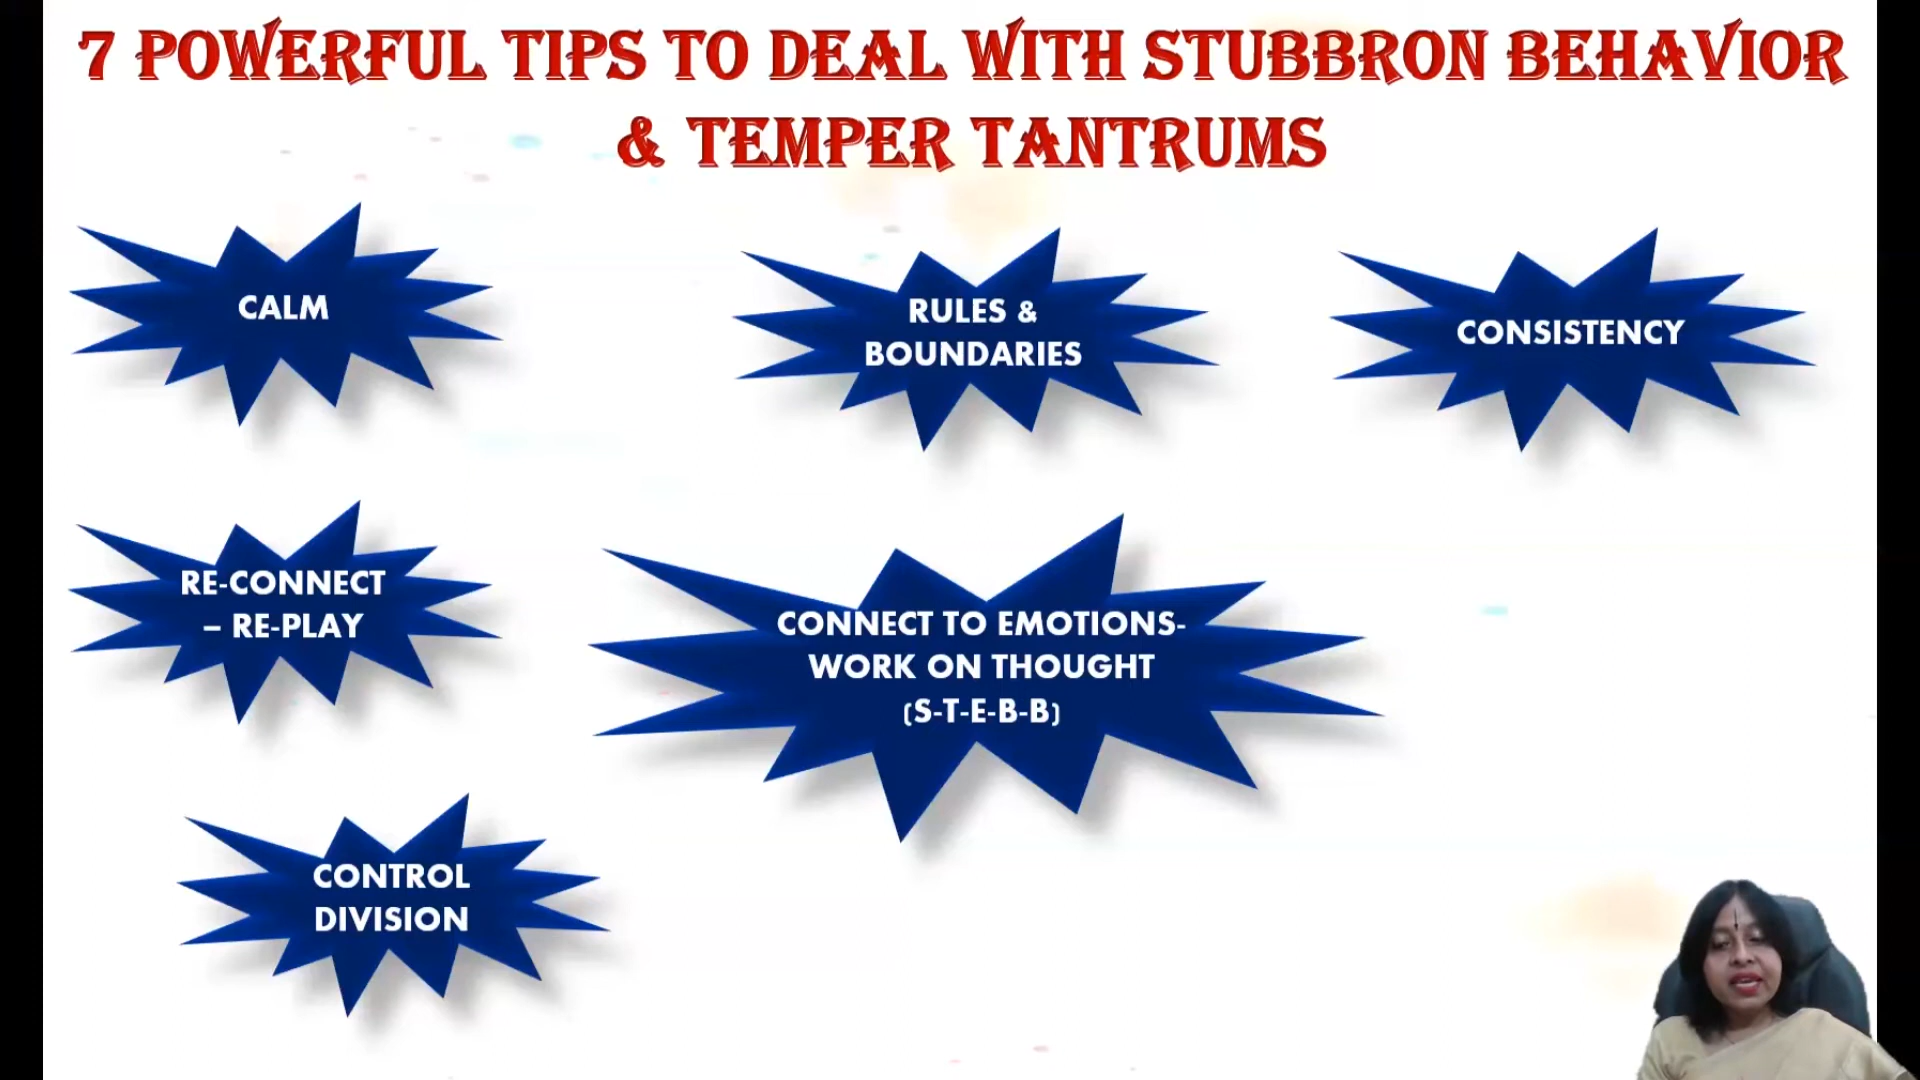 7 POWERFUL TIPS TO DEAL WITH STUBBRON BEHAVIOR
& TEMPER TANTRUMS
CALM
RULES &
BOUNDARIES
CONSISTENCY
RE-CONNECT
– RE-PLAY
CONNECT TO EMOTIONS-
WORK ON THOUGHT
(S-T-E-B-B)
CONTROL
DIVISION